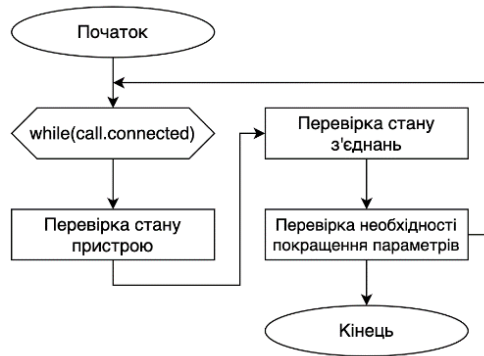 Початок
while(call.connected)
Перевірка стану
пристрою
Перевірка стану
з'єднань
Перевірка необхідності
покращення параметрів
Кінець